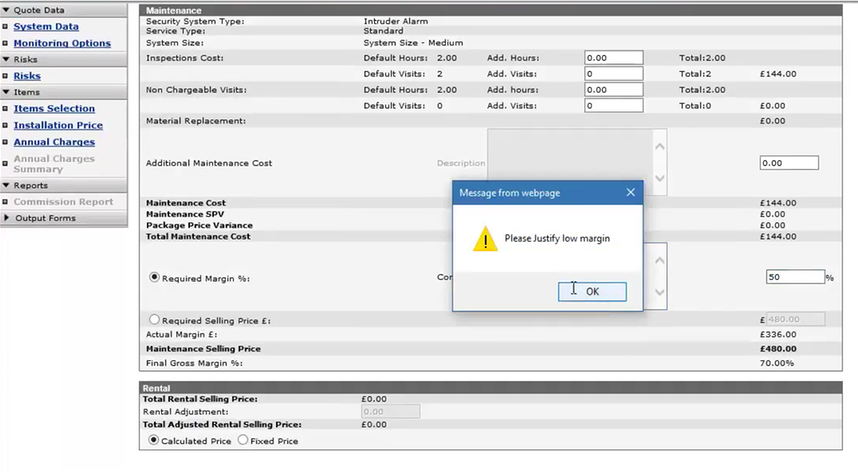 Quote Data
System Data
Monitoring Options
Risks
Risks
Items
Items Selection
Installation Price
Annual Charges
Annual Charges
Summary
Reports
Commission Report
Output Forms
Maintenance
Security System Type: Intruder Alarm
Service Type: Standard
System Size: System Size - Medium
Inspections Cost: Default Hours: 2.00 Add. Hours: 0.00 Total:2.00
Default Visits: 2 Add. Visits: 0 Total:2 £144.00
Non Chargeable Visits: Default Hours: 2.00 Add. hours: 0.00 Total:2.00
Default Visits: 0 Add. Visits: 0 Total:0 £0.00
Material Replacement: £0.00
Additional Maintenance Cost Description 0.00
Maintenance Cost £144.00
Maintenance SPV £0.00
Package Price Variance £0.00
Total Maintenance Cost £144.00
Message from webpage
Please Justify low margin
OK
Required Margin %: 50 %
Required Selling Price £: £ 480.00
Actual Margin £: £336.00
Maintenance Selling Price £480.00
Final Gross Margin %: 70.00%
Rental
Total Rental Selling Price: £0.00
Rental Adjustment: 0.00
Total Adjusted Rental Selling Price: £0.00
Calculated Price Fixed Price